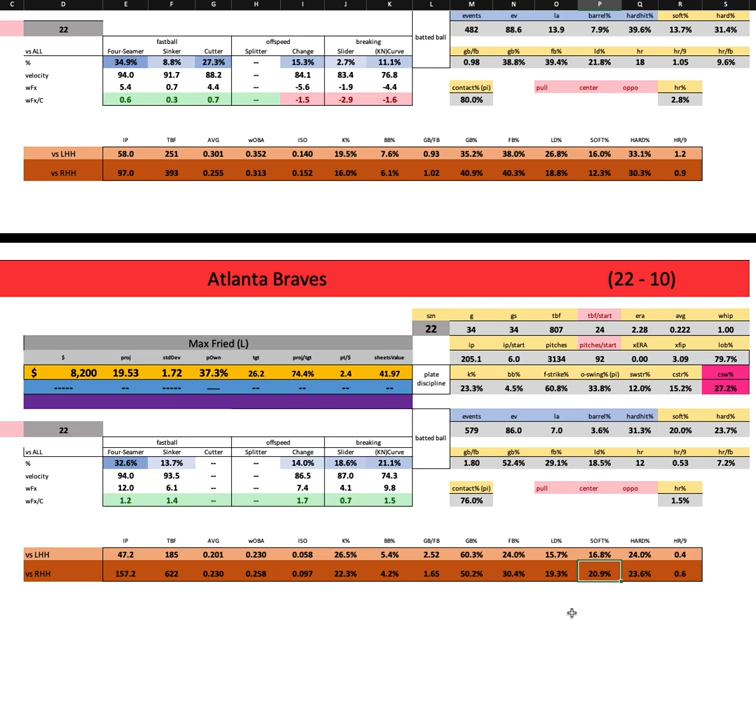 C D E F G H I J K L M N O P Q R S
events ev la barrel% hardhit% soft% hard%
22 fastball offspeed breaking batted ball 482 88.6 13.9 7.9% 39.6% 13.7% 31.4%
vs ALL Four-Seamer Sinker Cutter Splitter Change Slider (KN)Curve gb/fb gb% fb% ld% hr hr/9 hr/fb
% 34.9% 8.8% 27.3% -- 15.3% 2.7% 11.1% 0.98 38.8% 39.4% 21.8% 18 1.05 9.6%
velocity 94.0 91.7 88.2 -- 84.1 83.4 76.8
wFx 5.4 0.7 4.4 -5.6 -1.9 -4.4 contact% (pi) pull center oppo hr%
wFx/C 0.6 0.3 0.7 -- -1.5 -2.9 -1.6 80.0% 2.8%
IP TBF AVG wOBA ISO K% BB% GB/FB GB% FB% LD% SOFT% HARD% HR/9
vs LHH 58.0 251 0.301 0.352 0.140 19.5% 7.6% 0.93 35.2% 38.0% 26.8% 16.0% 33.1% 1.2
vs RHH 97.0 393 0.255 0.313 0.152 16.0% 6.1% 1.02 40.9% 40.3% 18.8% 12.3% 30.3% 0.9
Atlanta Braves (22 - 10)
szn g gs tbf tbf/start era avg whip
22 34 34 807 24 2.28 0.222 1.00
Max Fried (L) ip ip/start pitches pitches/start xERA xfip lob%
$ proj stdDev pOwn tgt proj/tgt pt/$ sheetsValue 205.1 6.0 3134 92 0.00 3.09 79.7%
$ 8,200 19.53 1.72 37.3% 26.2 74.4% 2.4 41.97 plate discipline k% bb% f-strike% o-swing% (pi) swstr% cstr% csw%
----- -- -- -- -- -- -- 23.3% 4.5% 60.8% 33.8% 12.0% 15.2% 27.2%
events ev la barrel% hardhit% soft% hard%
22 fastball offspeed breaking batted ball 579 86.0 7.0 3.6% 31.3% 20.0% 23.7%
vs ALL Four-Seamer Sinker Cutter Splitter Change Slider (KN)Curve gb/fb gb% fb% ld% hr hr/9 hr/fb
% 32.6% 13.7% -- -- 14.0% 18.6% 21.1% 1.80 52.4% 29.1% 18.5% 12 0.53 7.2%
velocity 94.0 93.5 -- -- 86.5 87.0 74.3
wFx 12.0 6.1 -- -- 7.4 4.1 9.8 contact% (pi) pull center oppo hr%
wFx/C 1.2 1.4 -- -- 1.7 0.7 1.5 76.0% 1.5%
IP TBF AVG wOBA ISO K% BB% GB/FB GB% FB% LD% SOFT% HARD% HR/9
vs LHH 47.2 185 0.201 0.230 0.058 26.5% 5.4% 2.52 60.3% 24.0% 15.7% 16.8% 24.0% 0.4
vs RHH 157.2 622 0.230 0.258 0.097 22.3% 4.2% 1.65 50.2% 30.4% 19.3% 20.9% 23.6% 0.6